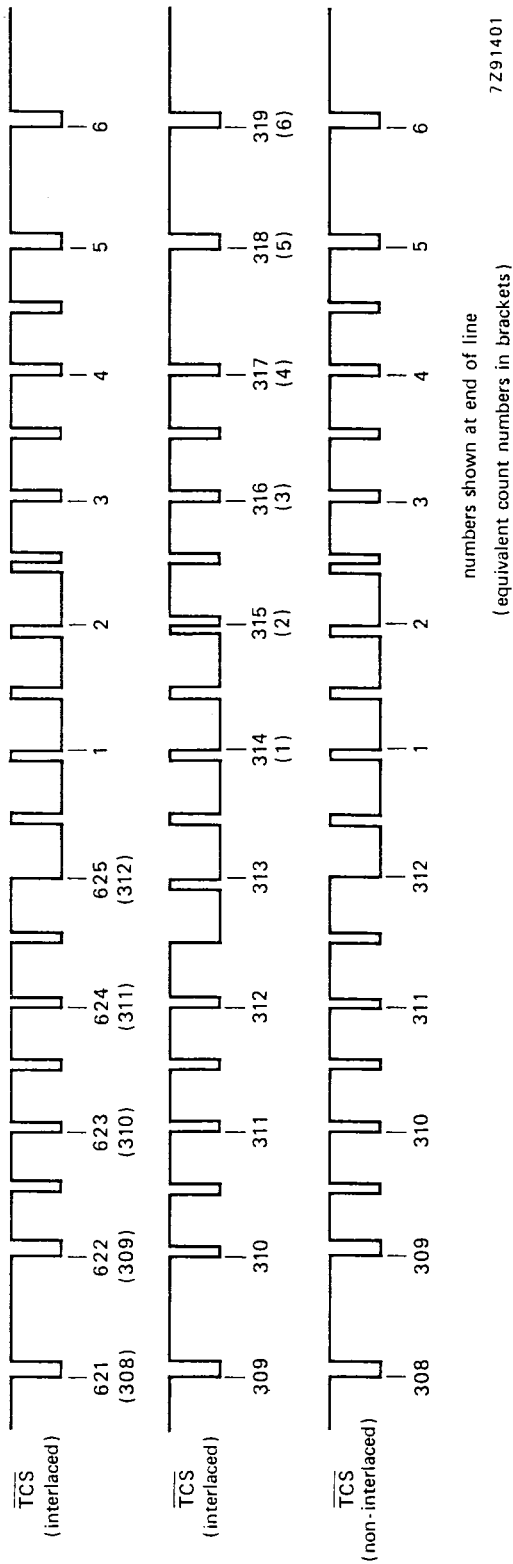 TCS
(interlaced)
621 622 623 624 625 1 2 3 4 5 6
(308) (309) (310) (311) (312)
TCS
(interlaced)
309 310 311 312 313 314 315 316 317 318 319
(1) (2) (3) (4) (5) (6)
TCS
(non-interlaced)
308 309 310 311 312 1 2 3 4 5 6
numbers shown at end of line
(equivalent count numbers in brackets)
7Z91401